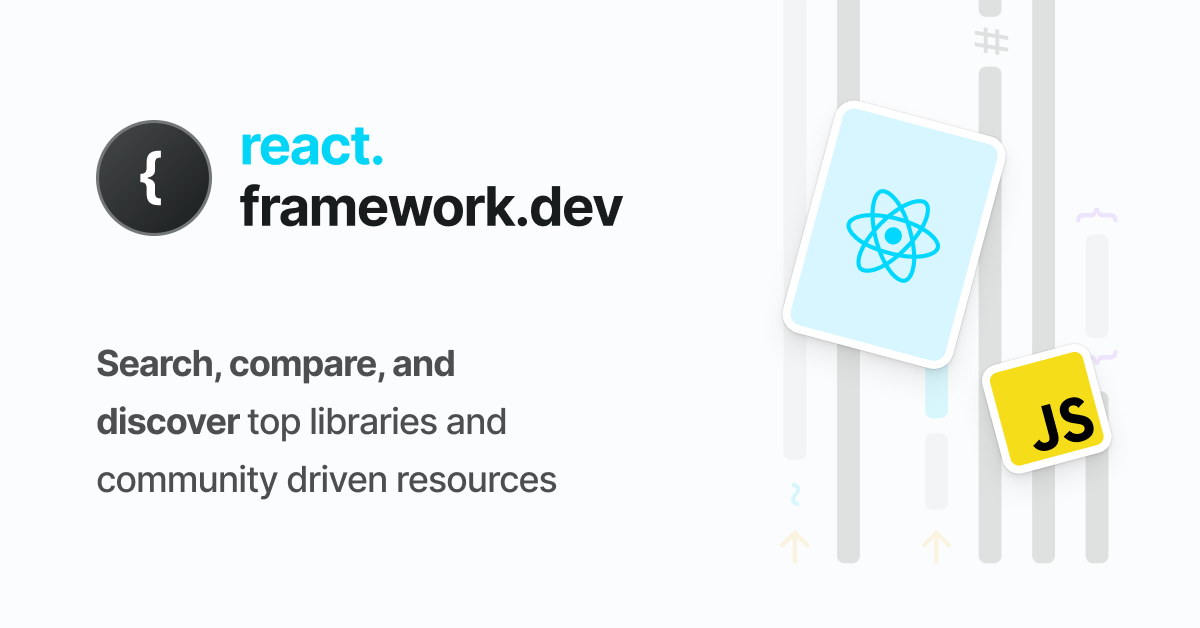 {
react.
framework.dev
Search, compare, and
discover top libraries and
community driven resources
#
{
{
~
JS